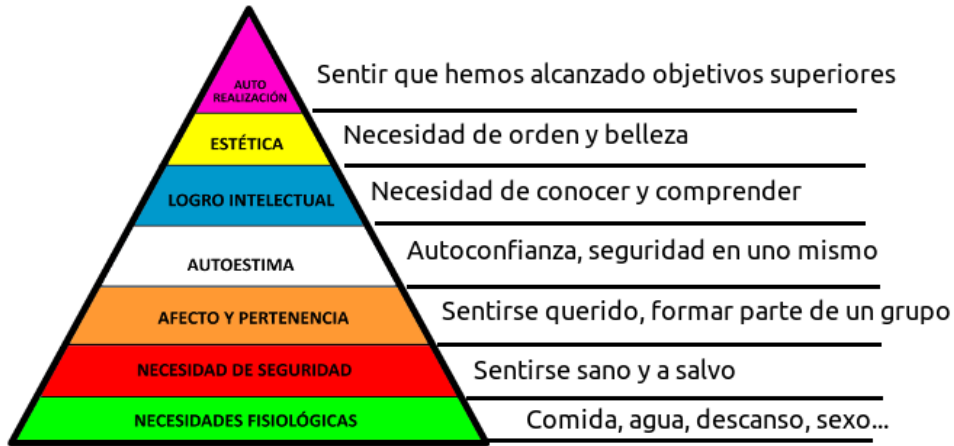 AUTO
REALIZACIÓN
Sentir que hemos alcanzado objetivos superiores
ESTÉTICA
Necesidad de orden y belleza
LOGRO INTELECTUAL
Necesidad de conocer y comprender
AUTOESTIMA
Autoconfianza, seguridad en uno mismo
AFECTO Y PERTENENCIA
Sentirse querido, formar parte de un grupo
NECESIDAD DE SEGURIDAD
Sentirse sano y a salvo
NECESIDADES FISIOLÓGICAS
Comida, agua, descanso, sexo...